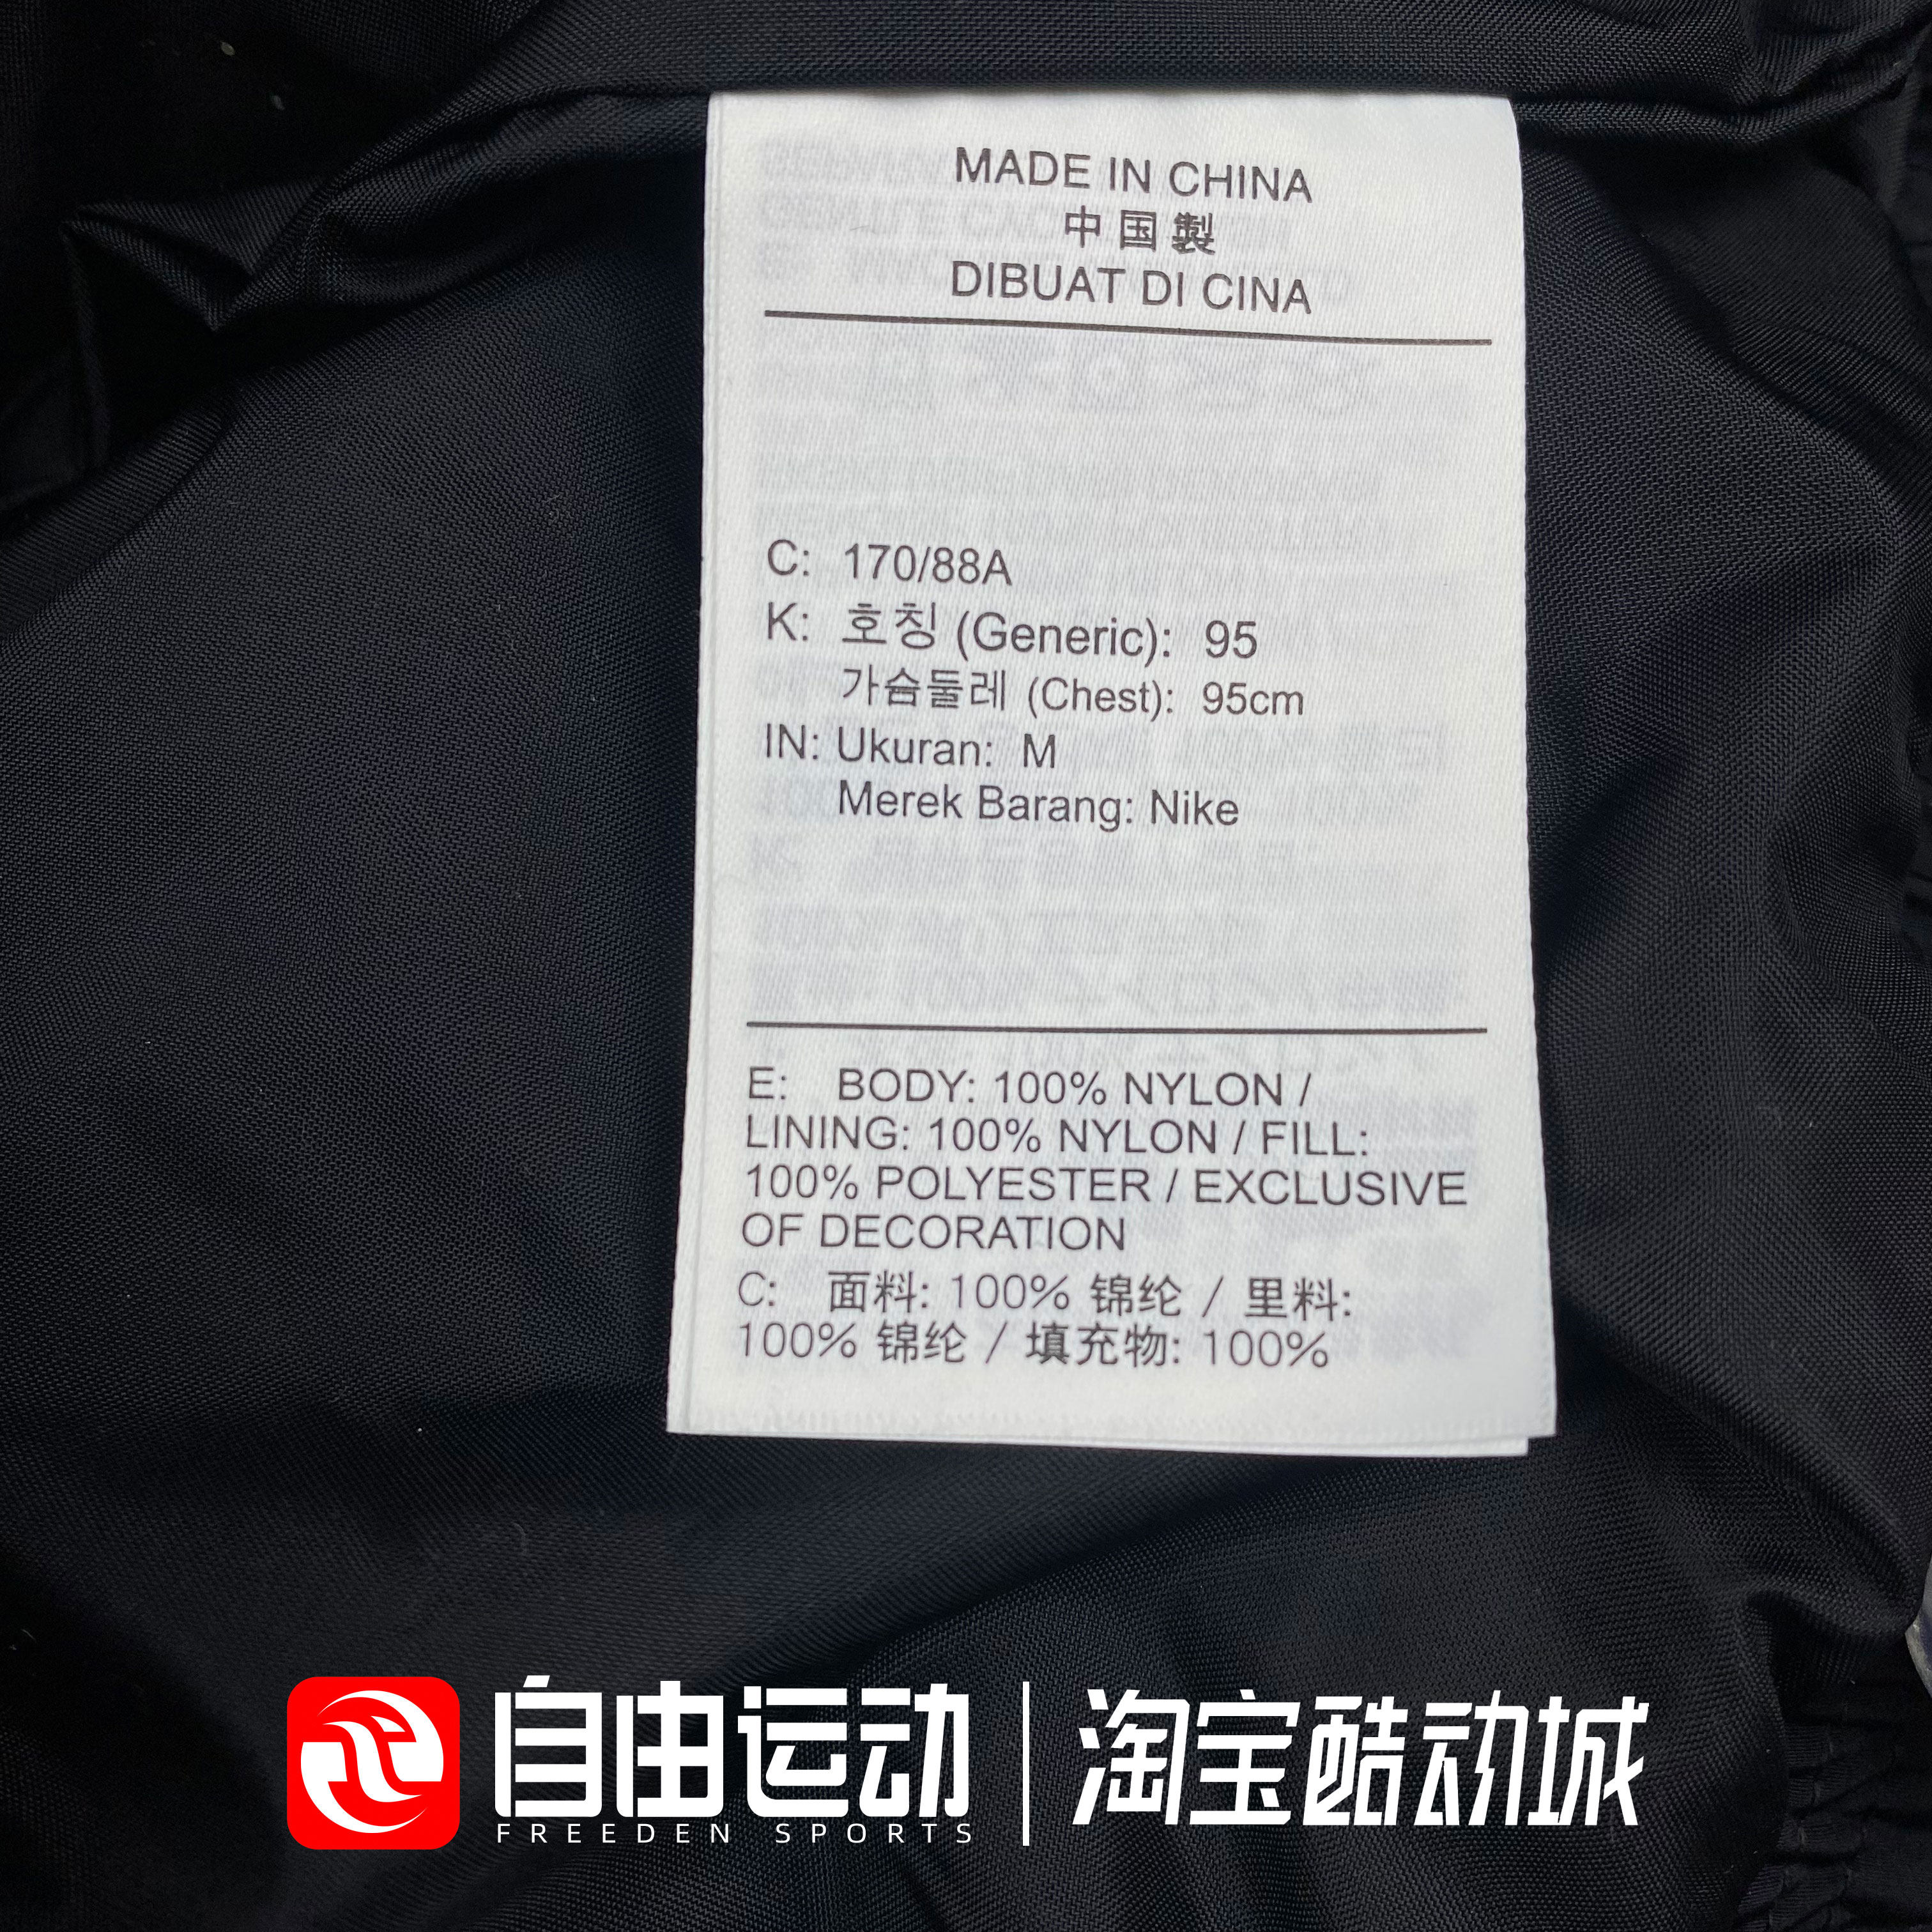 MADE IN CHINA
中国製
DIBUAT DI CINA
C: 170/88A
K: 호칭 (Generic): 95
가슴둘레 (Chest): 95cm
IN: Ukuran: M
Merek Barang: Nike
E: BODY: 100% NYLON /
LINING: 100% NYLON / FILL:
100% POLYESTER / EXCLUSIVE
OF DECORATION
C: 面料: 100% 锦纶 / 里料:
100% 锦纶 / 填充物: 100%
自由运动 | 淘宝酷动城
FREEDEN SPORTS